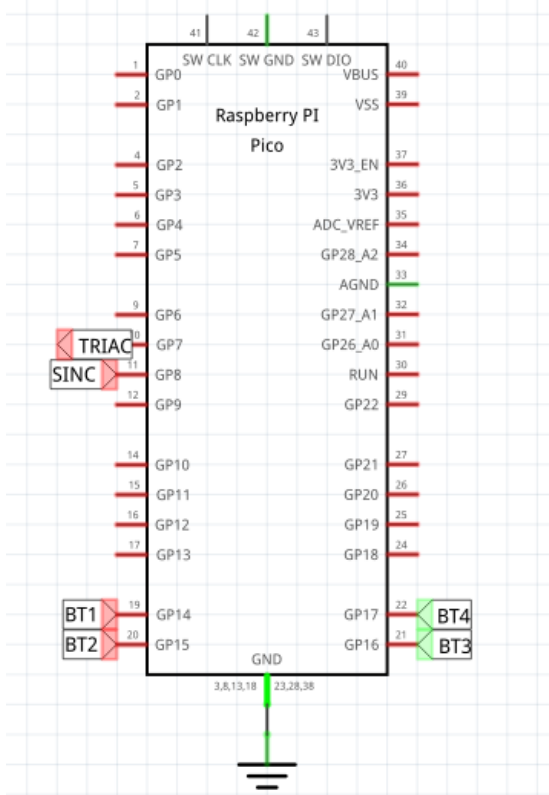 41 42 43
SW CLK SW GND SW DIO
1 GP0 VBUS 40
2 GP1 VSS 39
Raspberry PI
Pico
4 GP2 3V3_EN 37
5 GP3 3V3 36
6 GP4 ADC_VREF 35
7 GP5 GP28_A2 34
AGND 33
9 GP6 GP27_A1 32
TRIAC 0 GP7 GP26_A0 31
SINC 11 GP8 RUN 30
12 GP9 GP22 29
14 GP10 GP21 27
15 GP11 GP20 26
16 GP12 GP19 25
17 GP13 GP18 24
BT1 19 GP14 GP17 22 BT4
BT2 20 GP15 GP16 21 BT3
GND
3,8,13,18 23,28,38